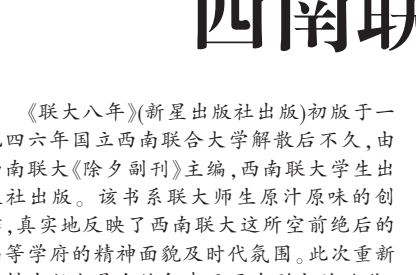 西南联
《联大八年》(新星出版社出版)初版于一
四六年国立西南联合大学解散后不久,由
南联大《除夕副刊》主编,西南联大学生出
社出版。该书系联大师生原汁原味的创
,真实地反映了西南联大这所空前绝后的
等学府的精神面貌及时代氛围。此次重新